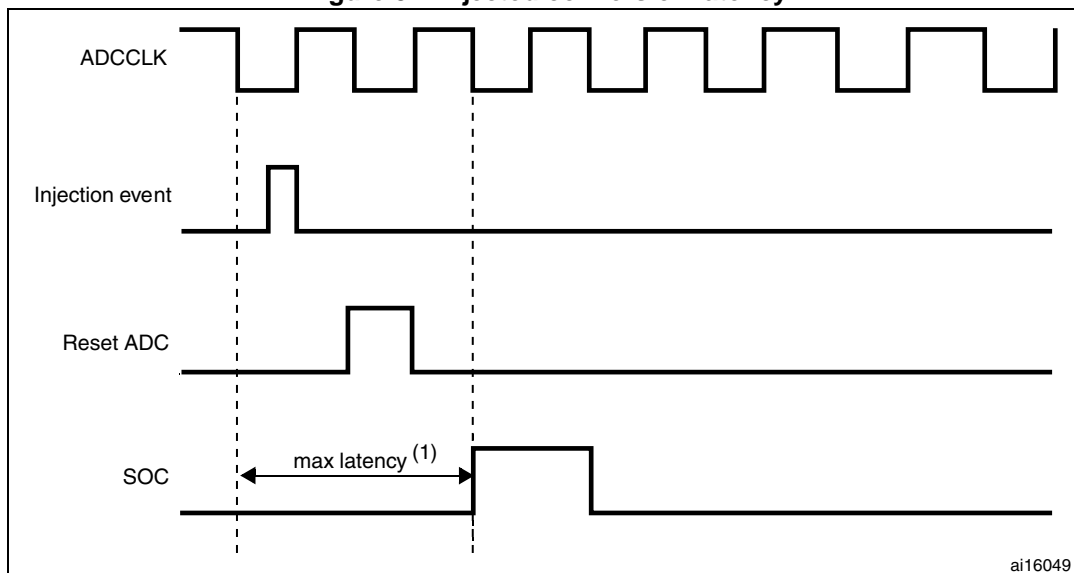 ADCCLK
Injection event
Reset ADC
max latency (1)
SOC
ai16049